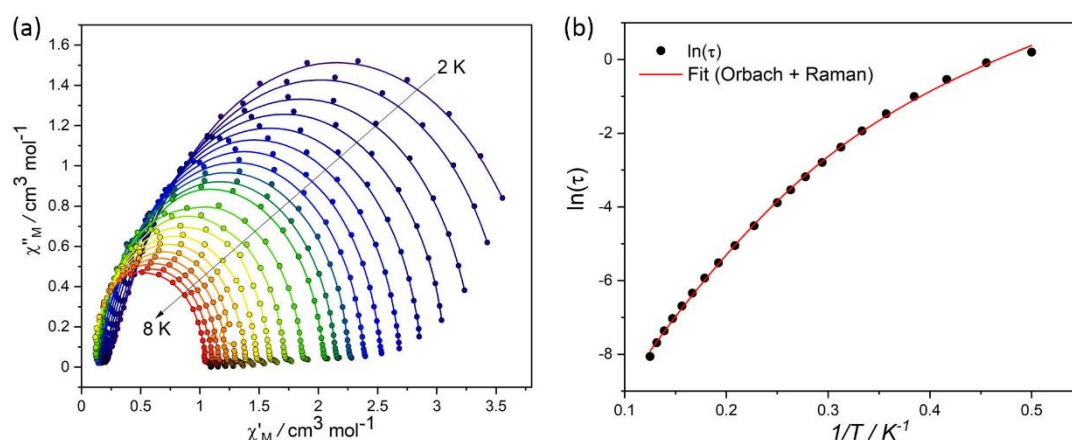 (a)
1.6
1.4
1.2
1.0
0.8
0.6
0.4
0.2
0
χ''M / cm³ mol⁻¹
2 K
8 K
0 0.5 1 1.5 2 2.5 3 3.5
χ'M / cm³ mol⁻¹
(b)
0
-2
-4
-6
-8
ln(τ)
ln(τ)
Fit (Orbach + Raman)
0.1 0.2 0.3 0.4 0.5
1/T / K⁻¹